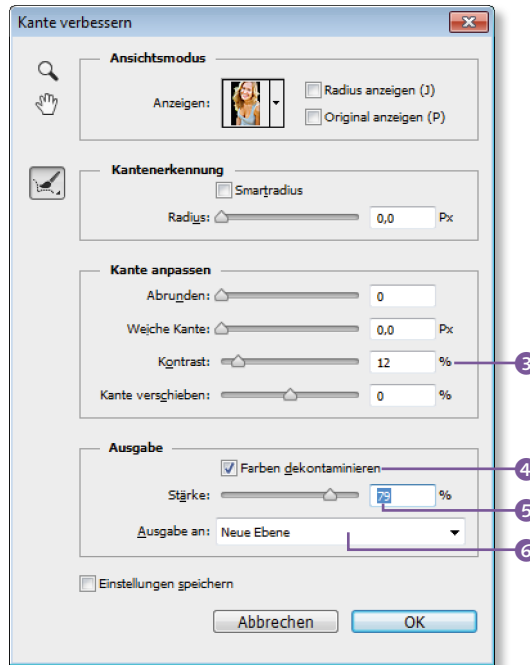 Kante verbessern
Ansichtsmodus
Anzeigen:
Radius anzeigen (J)
Original anzeigen (P)
Kantenerkennung
Smartradius
Radius: 0,0 Px
Kante anpassen
Abrunden: 0
Weiche Kante: 0,0 Px
Kontrast: 12 % 3
Kante verschieben: 0 %
Ausgabe
Farben dekontaminieren 4
Stärke: 79 % 5
Ausgabe an: Neue Ebene 6
Einstellungen speichern
Abbrechen OK